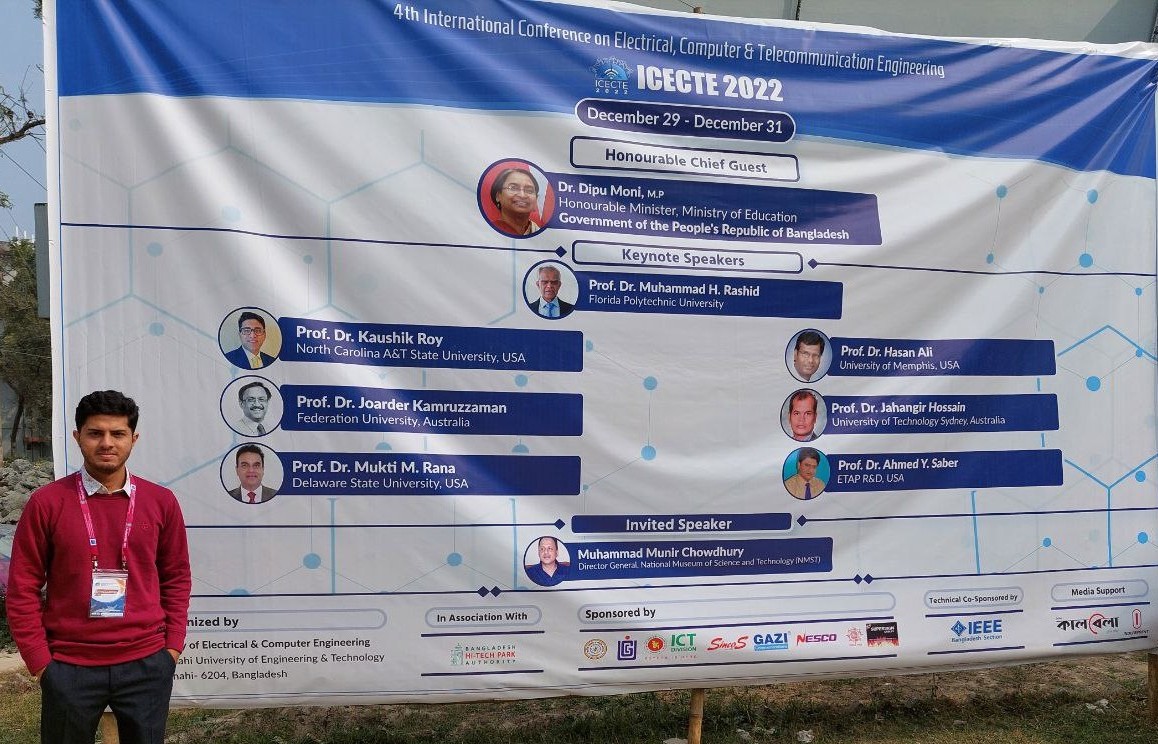 4th International Conference on Electrical, Computer & Telecommunication Engineering
ICECTE 2022
ICECTE
2022
December 29 - December 31
Honourable Chief Guest
Dr. Dipu Moni, M.P
Honourable Minister, Ministry of Education
Government of the People's Republic of Bangladesh
Keynote Speakers
Prof. Dr. Muhammad H. Rashid
Florida Polytechnic University
Prof. Dr. Kaushik Roy
North Carolina A&T State University, USA
Prof. Dr. Hasan Ali
University of Memphis, USA
Prof. Dr. Joarder Kamruzzaman
Federation University, Australia
Prof. Dr. Jahangir Hossain
University of Technology Sydney, Australia
Prof. Dr. Mukti M. Rana
Delaware State University, USA
Prof. Dr. Ahmed Y. Saber
ETAP R&D, USA
Invited Speaker
Muhammad Munir Chowdhury
Director General, National Museum of Science and Technology (NMST)
nized by
y of Electrical & Computer Engineering
ahi University of Engineering & Technology
hahi- 6204, Bangladesh
In Association With
BANGLADESH
HI-TECH PARK
AUTHORITY
Sponsored by
ICT
DIVISION
GAZI
NESCO
Technical Co-Sponsored by
IEEE
Bangladesh Section
Media Support
কালবেলা